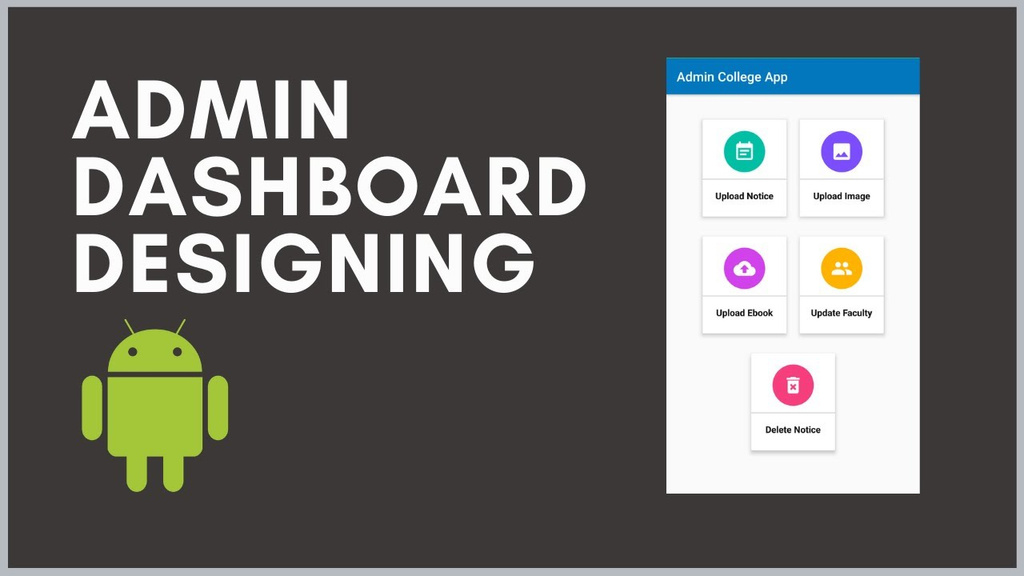 ADMIN
DASHBOARD
DESIGNING
Admin College App
Upload Notice
Upload Image
Upload Ebook
Update Faculty
Delete Notice